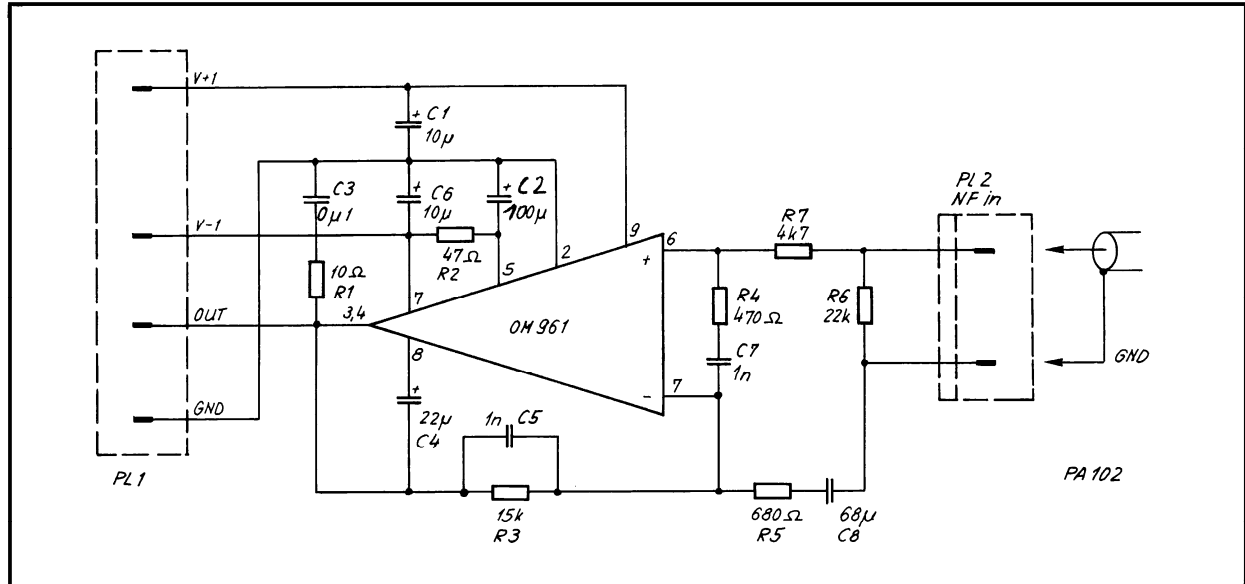 V+1
+ C1
10µ
C3
0µ1
+ C6
10µ
+ C2
100µ
V-1
47Ω
R2
10Ω
R1
9
2
5
7
6
+
R7
4k7
PL2
NF in
OUT
3,4
OM961
R4
470Ω
R6
22k
8
C7
1n
7
-
GND
GND
+
22µ
C4
1n C5
PL1
PA102
15k
R3
680Ω
R5
68µ
C8